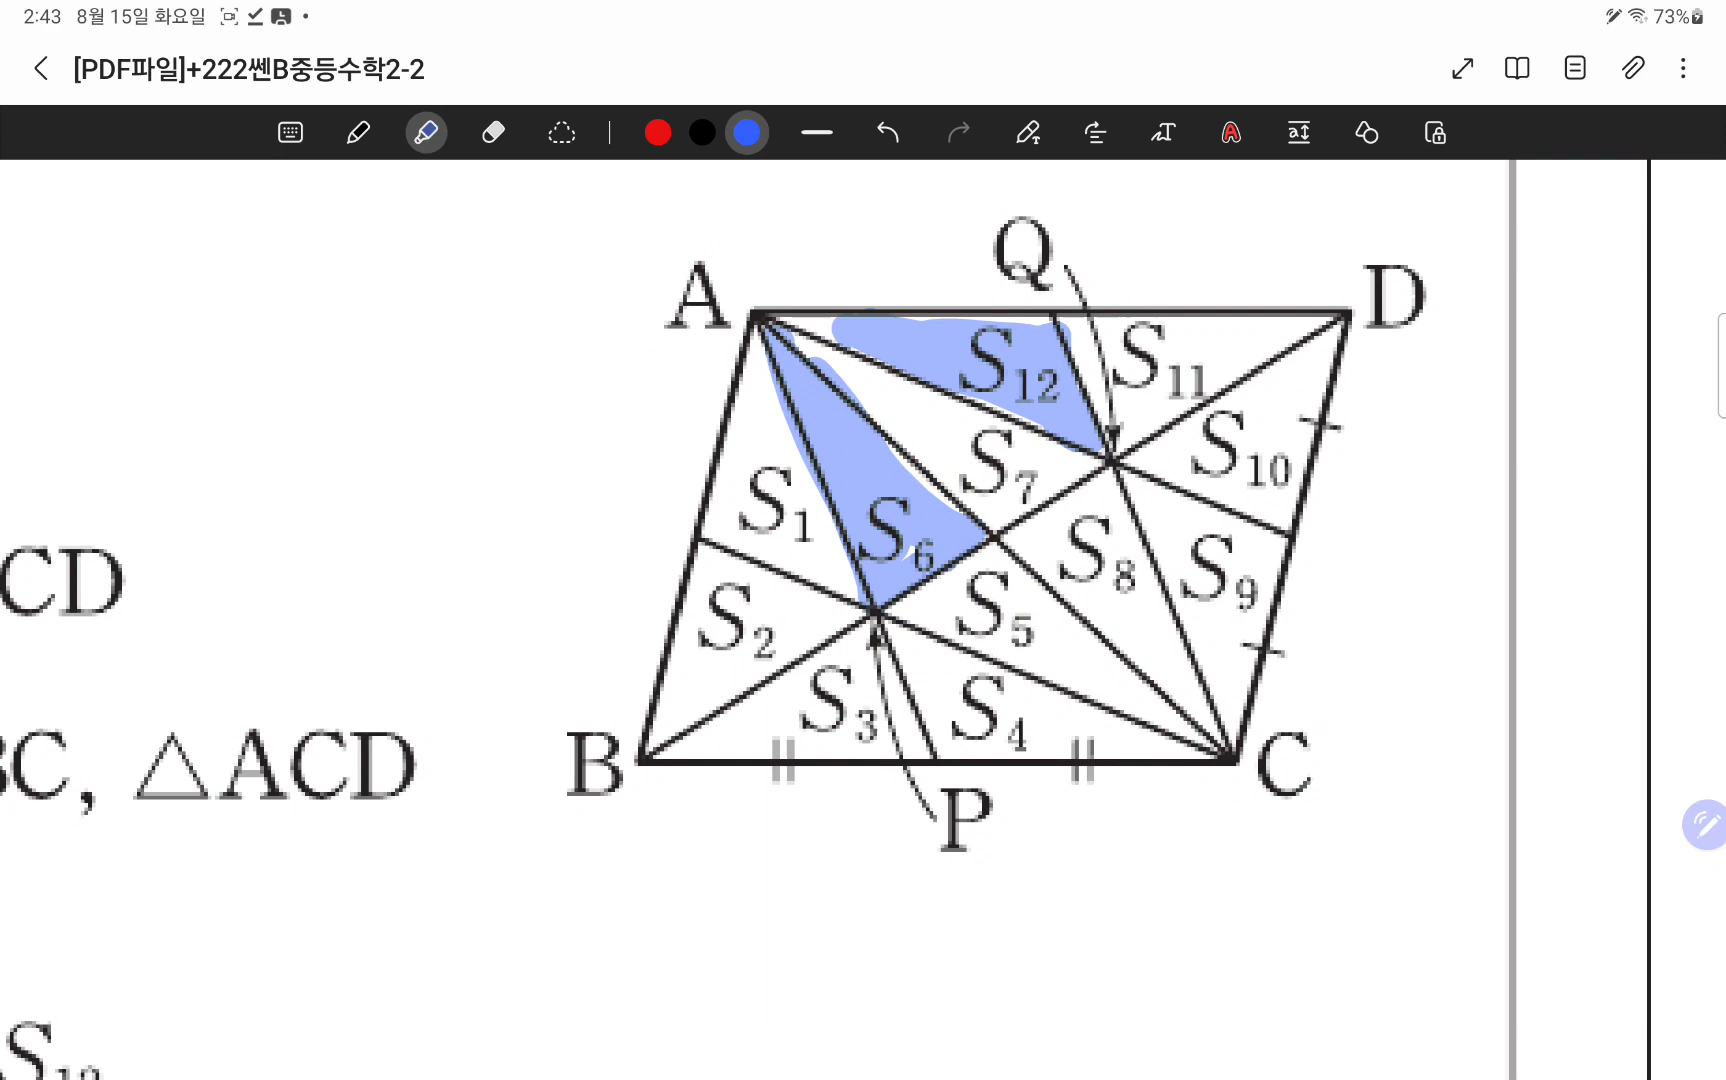 2:43 8월 15일 화요일
73%
[PDF파일]+222쎈B중등수학2-2
Q
A
D
S12
S11
S10
S7
S1
S6
S8
S9
CD
S5
S2
S3
S4
C, △ACD
B
C
P